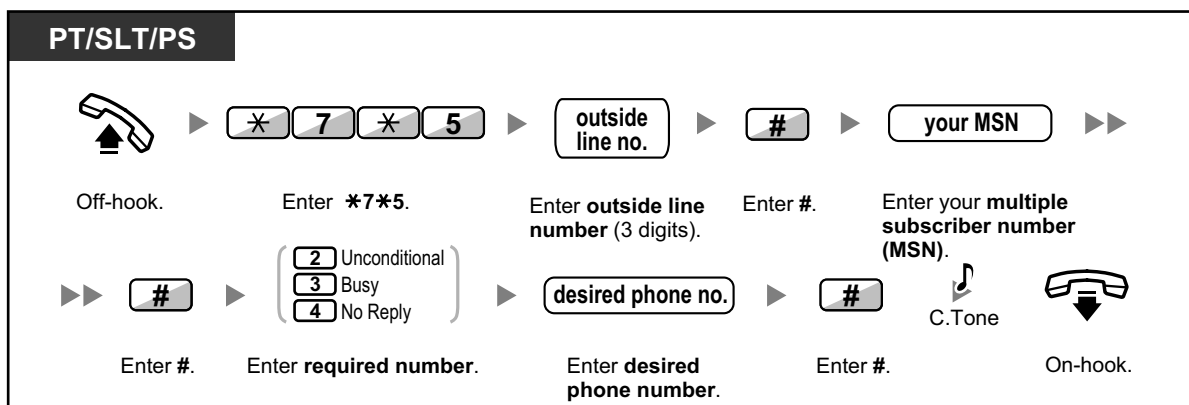 PT/SLT/PS
✕ 7 ✕ 5 outside line no. # your MSN
Off-hook.
Enter ✕7✕5.
Enter outside line
number (3 digits).
Enter #.
Enter your multiple
subscriber number
(MSN).
# 2 Unconditional
3 Busy
4 No Reply
desired phone no.
#
C.Tone
Enter #.
Enter required number.
Enter desired
phone number.
Enter #.
On-hook.